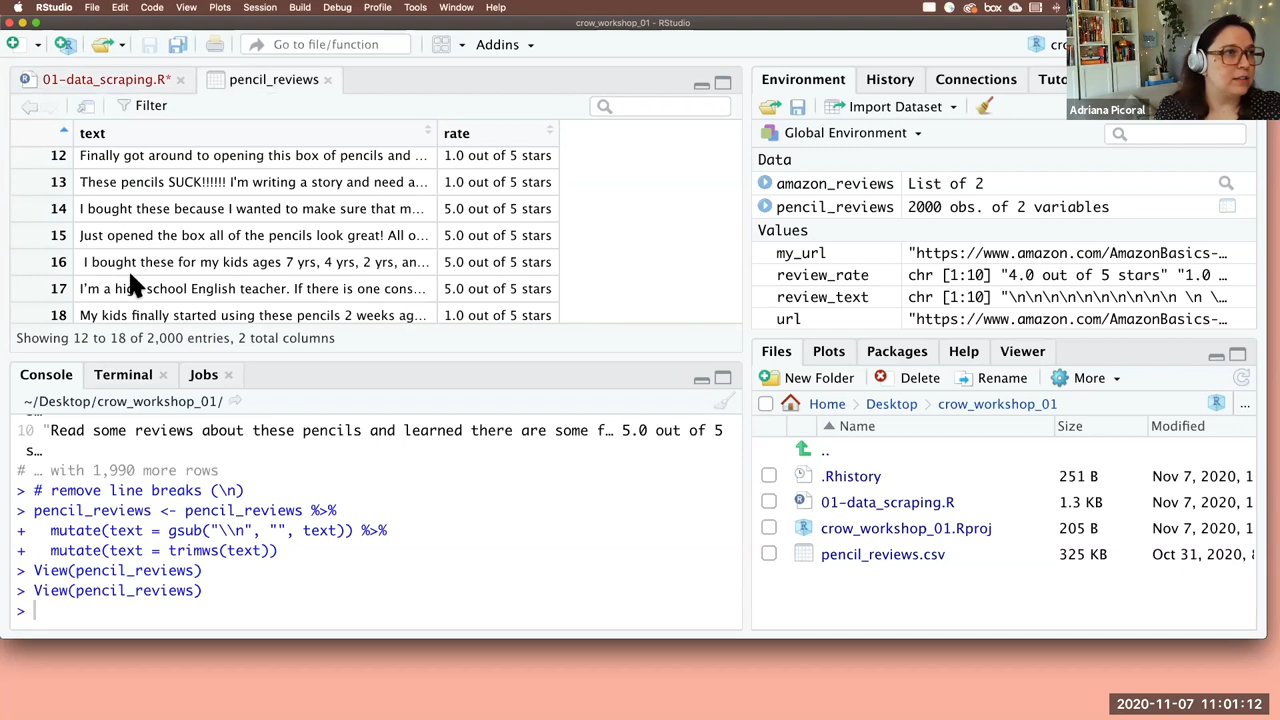 RStudio File Edit Code View Plots Session Build Debug Profile Tools Window Help box
crow_workshop_01 - RStudio
Go to file/function Addins
Adriana Picoral
01-data_scraping.R* pencil_reviews
Filter
text rate
12 Finally got around to opening this box of pencils and ... 1.0 out of 5 stars
13 These pencils SUCK!!!!!! I'm writing a story and need a... 1.0 out of 5 stars
14 I bought these because I wanted to make sure that m... 5.0 out of 5 stars
15 Just opened the box all of the pencils look great! All o... 5.0 out of 5 stars
16 I bought these for my kids ages 7 yrs, 4 yrs, 2 yrs, an... 5.0 out of 5 stars
17 I'm a high school English teacher. If there is one cons... 5.0 out of 5 stars
18 My kids finally started using these pencils 2 weeks ag... 1.0 out of 5 stars
Showing 12 to 18 of 2,000 entries, 2 total columns
Console Terminal Jobs
~/Desktop/crow_workshop_01/
s…
10 "Read some reviews about these pencils and learned there are some f… 5.0 out of 5
s…
# … with 1,990 more rows
> # remove line breaks (\n)
> pencil_reviews <- pencil_reviews %>%
+ mutate(text = gsub("\\n", "", text)) %>%
+ mutate(text = trimws(text))
> View(pencil_reviews)
> View(pencil_reviews)
>
Environment History Connections Tuto
Import Dataset
Global Environment
Data
amazon_reviews List of 2
pencil_reviews 2000 obs. of 2 variables
Values
my_url "https://www.amazon.com/AmazonBasics-…
review_rate chr [1:10] "4.0 out of 5 stars" "1.0 …
review_text chr [1:10] "\n\n\n\n\n\n\n\n\n \n \…
url "https://www.amazon.com/AmazonBasics-…
Files Plots Packages Help Viewer
New Folder Delete Rename More
Home Desktop crow_workshop_01 ...
Name Size Modified
..
.Rhistory 251 B Nov 7, 2020, 1
01-data_scraping.R 1.3 KB Nov 7, 2020, 1
crow_workshop_01.Rproj 205 B Nov 7, 2020, 1
pencil_reviews.csv 325 KB Oct 31, 2020, 8
2020-11-07 11:01:12